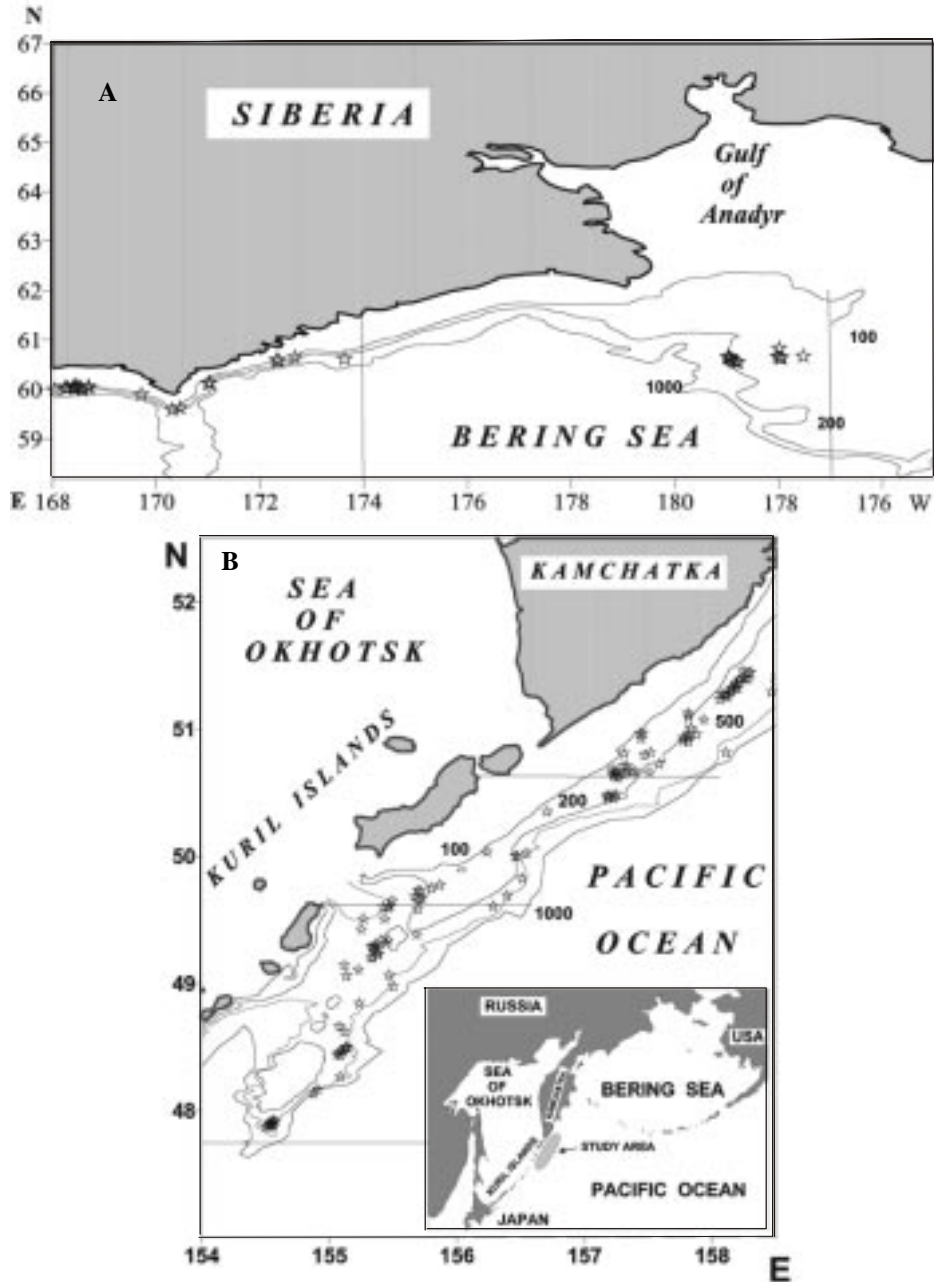 N
67
A
66
SIBERIA
65
Gulf
of
Anadyr
64
63
62
61
100
60
1000
200
59
BERING SEA
E 168 170 172 174 176 178 180 178 176 W
N
B
KAMCHATKA
SEA
OF
OKHOTSK
52
51
500
KURIL ISLANDS
200
100
50
PACIFIC
OCEAN
1000
49
RUSSIA
USA
SEA
OF
OKHOTSK
KAMCHATKA
BERING SEA
48
STUDY AREA
KURIL ISLANDS
PACIFIC OCEAN
JAPAN
154 155 156 157 158
E